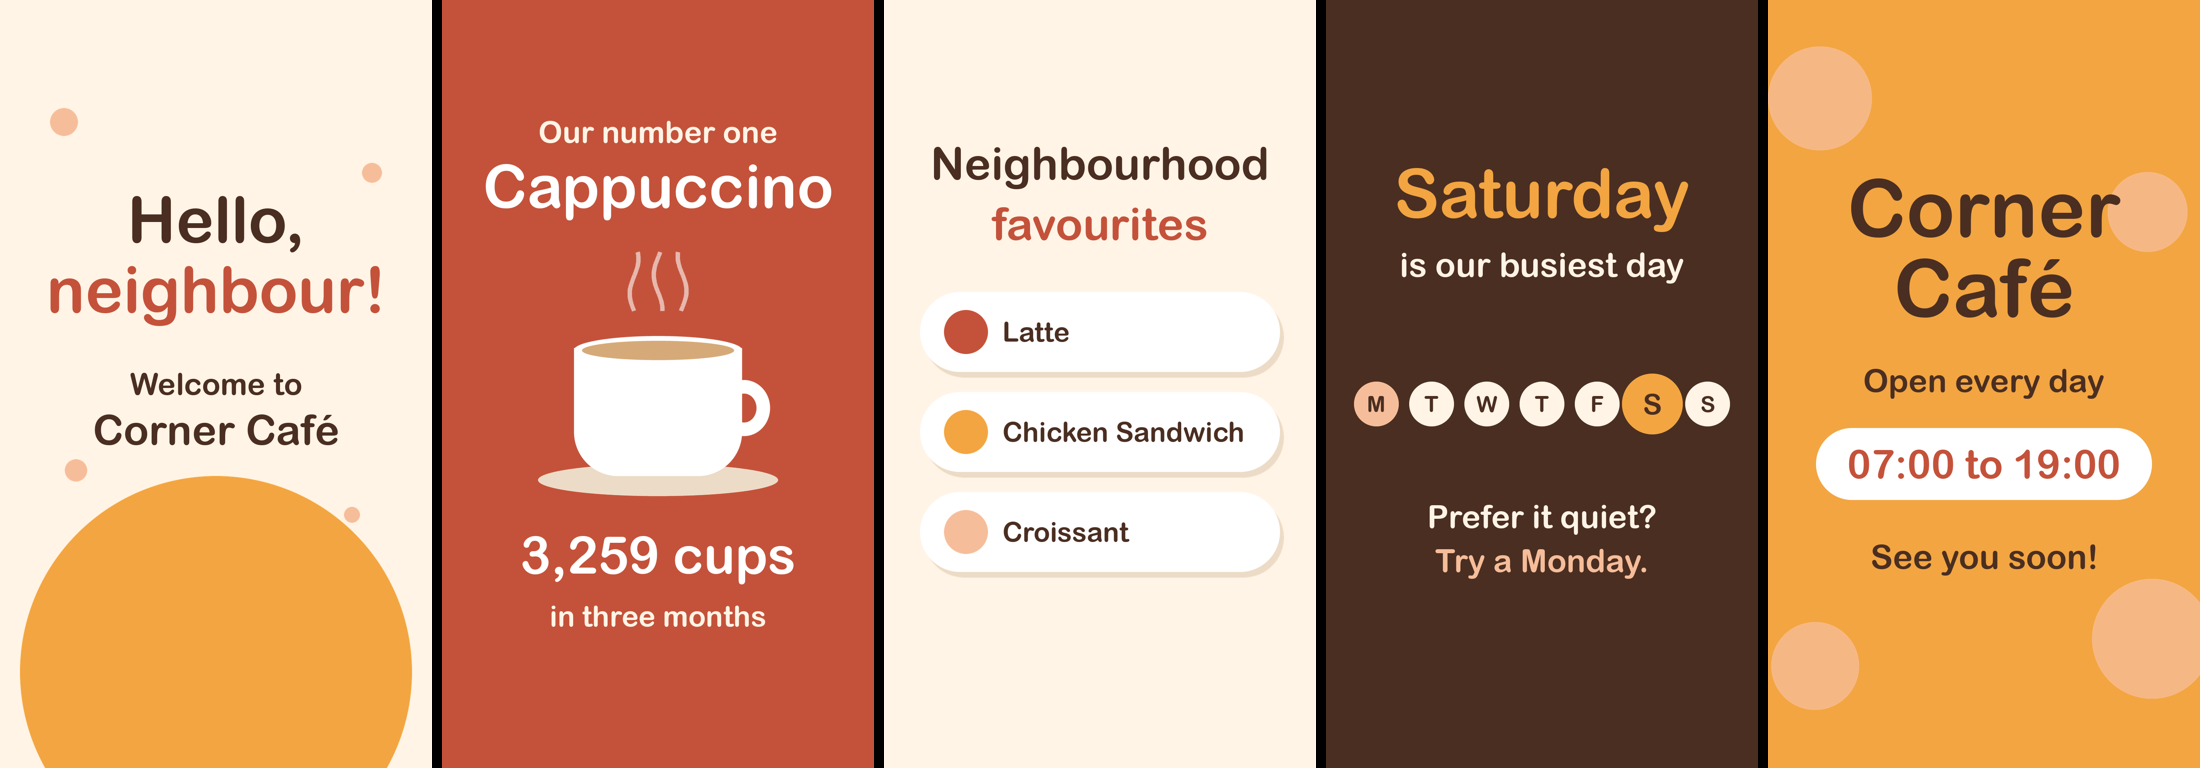 Hello,
neighbour!
Welcome to
Corner Café
Our number one
Cappuccino
3,259 cups
in three months
Neighbourhood
favourites
Latte
Chicken Sandwich
Croissant
Saturday
is our busiest day
M T W T F S S
Prefer it quiet?
Try a Monday.
Corner
Café
Open every day
07:00 to 19:00
See you soon!